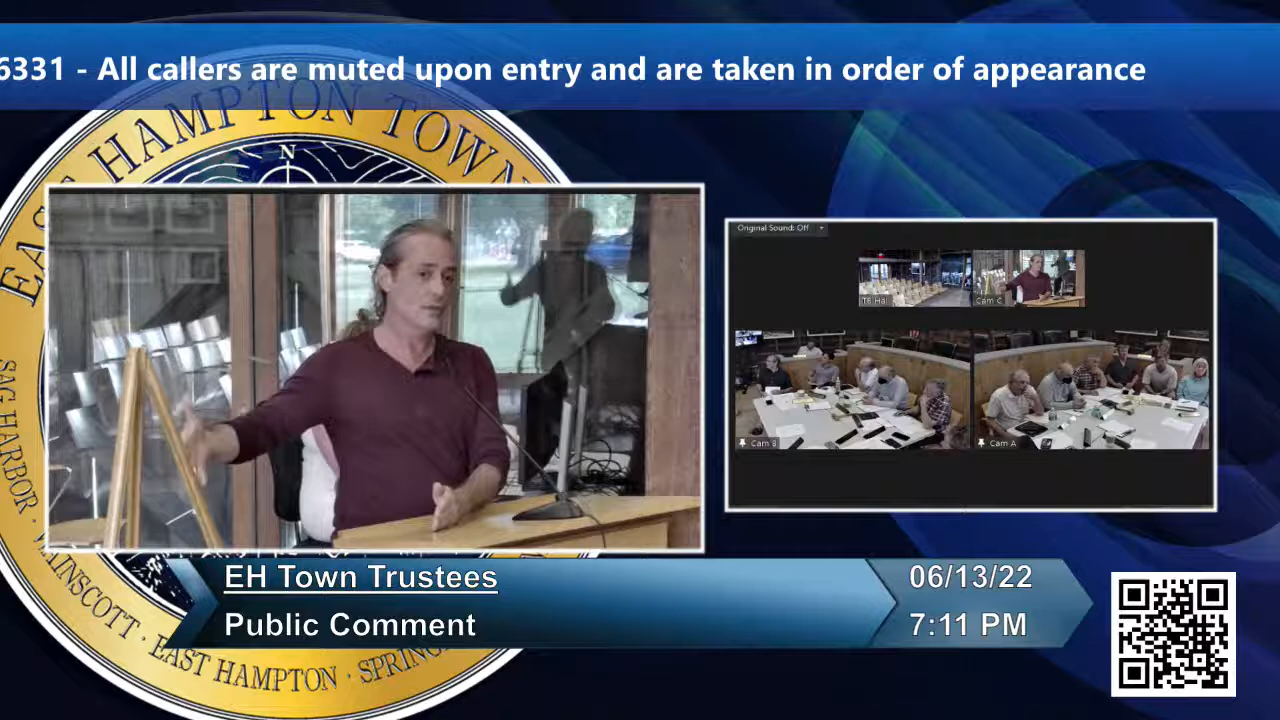 6331 - All callers are muted upon entry and are taken in order of appearance
EAST HAMPTON TOWN
N
SAG HARBOR · WAINSCOTT · EAST HAMPTON ·
Original Sound: Off
TB Hall
Cam C
Cam B
Cam A
EH Town Trustees
06/13/22
Public Comment
7:11 PM